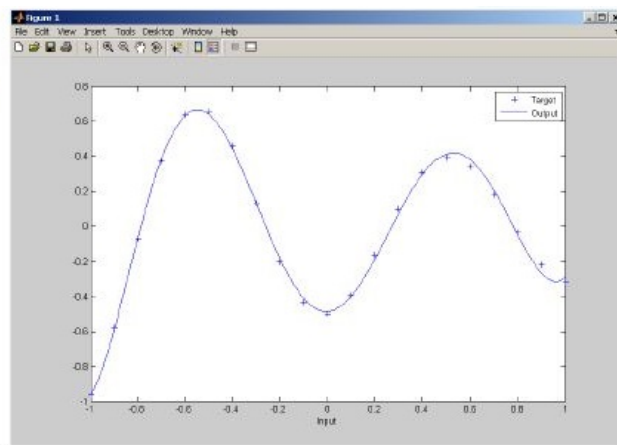 Figure 1
File Edit View Insert Tools Desktop Window Help
0.8
0.6
0.4
0.2
0
-0.2
-0.4
-0.6
-0.8
-1
-1 -0.8 -0.6 -0.4 -0.2 0 0.2 0.4 0.6 0.8 1
Input
Target
Output